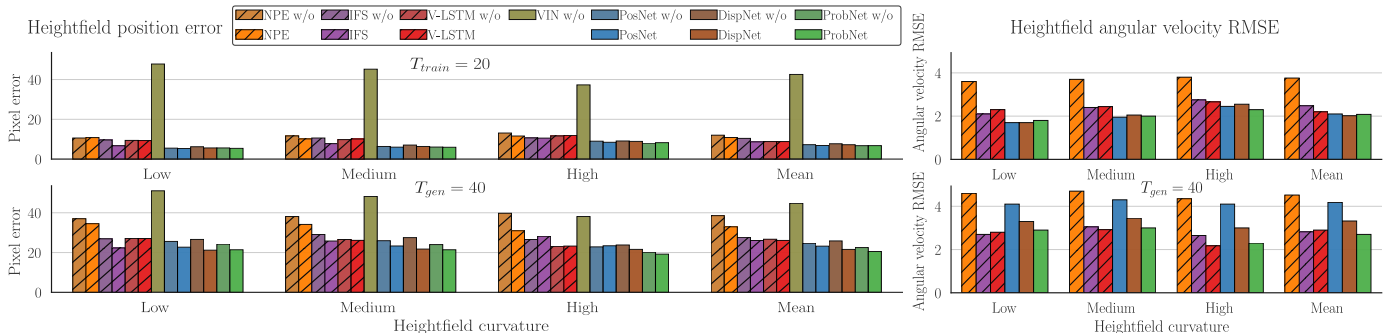 Heightfield position error
NPE w/o IFS w/o V-LSTM w/o VIN w/o PosNet w/o DispNet w/o ProbNet w/o
NPE IFS V-LSTM PosNet DispNet ProbNet
Heightfield angular velocity RMSE
T_train = 20
Pixel error
40
20
0
Low Medium High Mean
Angular velocity RMSE
4
2
0
Low Medium High Mean
T_gen = 40
Pixel error
40
20
0
Low Medium High Mean
Heightfield curvature
T_gen = 40
Angular velocity RMSE
4
2
0
Low Medium High Mean
Heightfield curvature